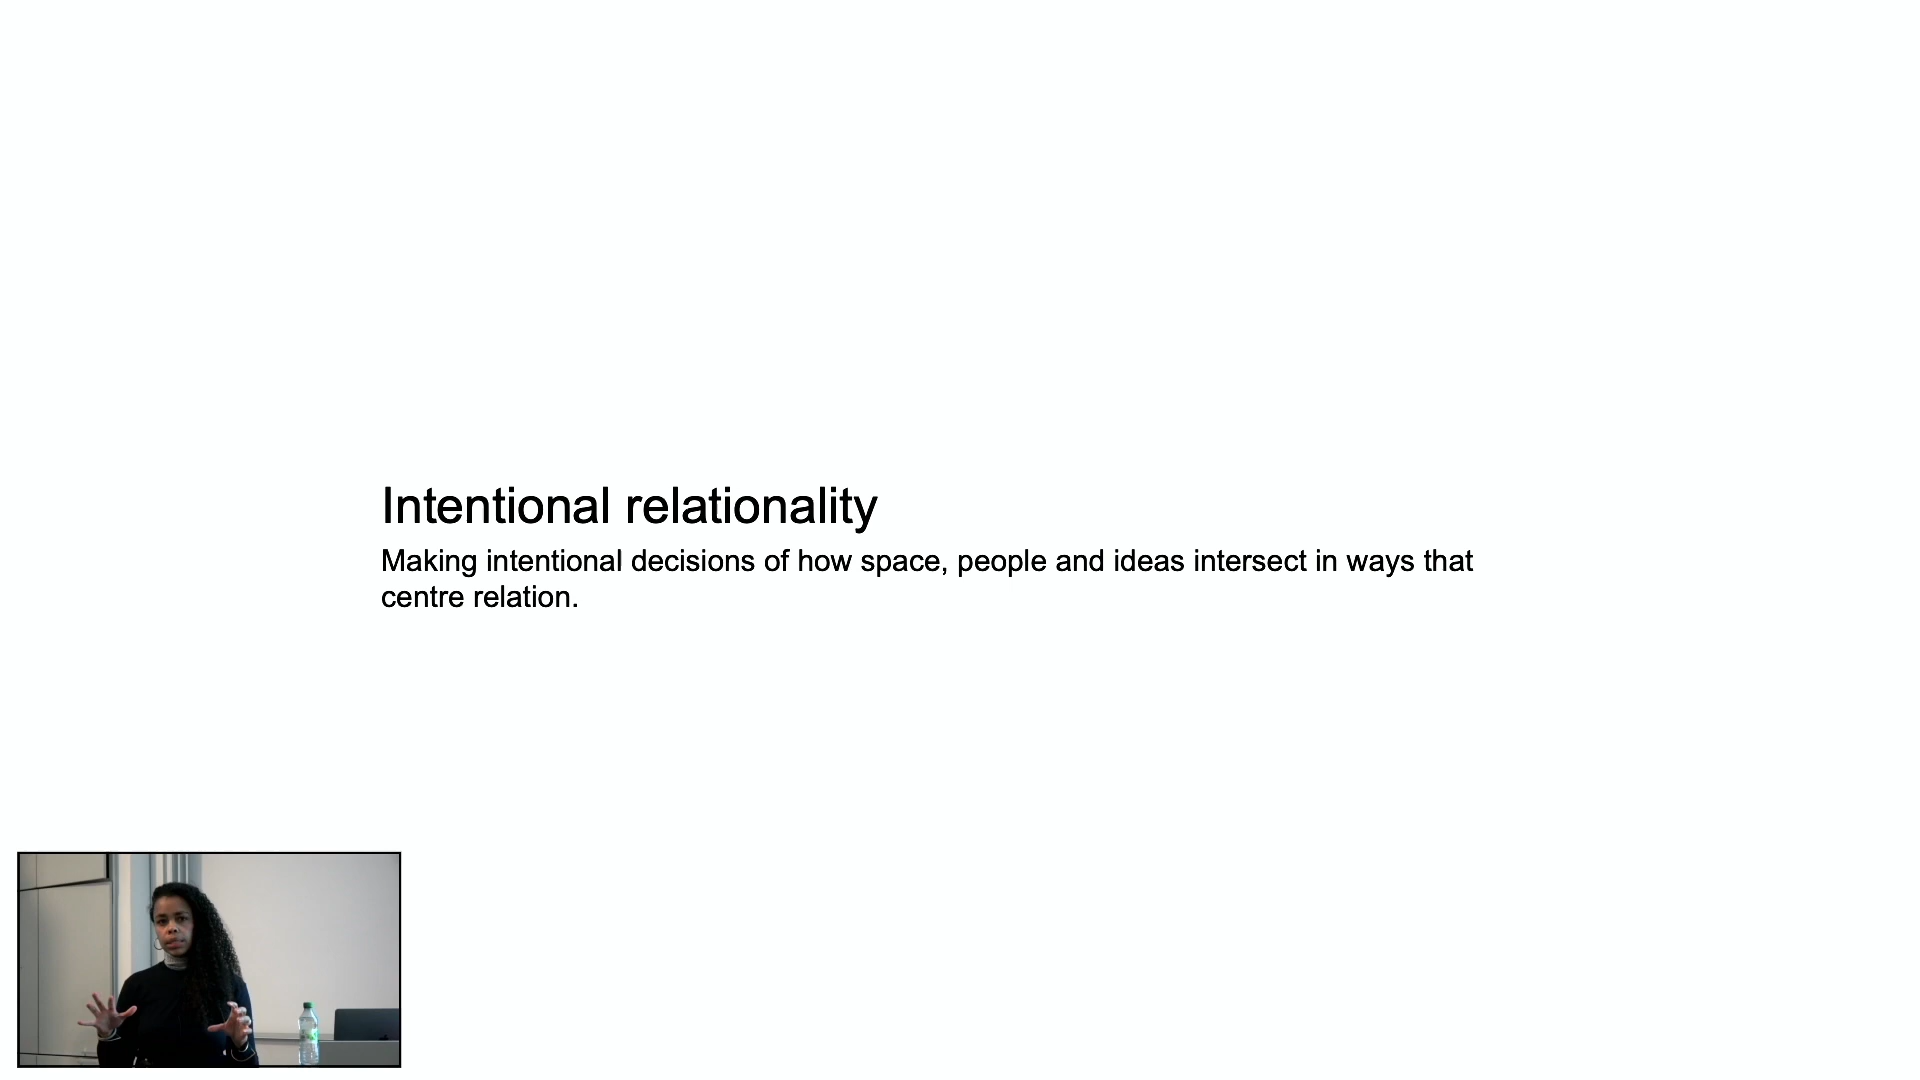 Intentional relationality
Making intentional decisions of how space, people and ideas intersect in ways that
centre relation.